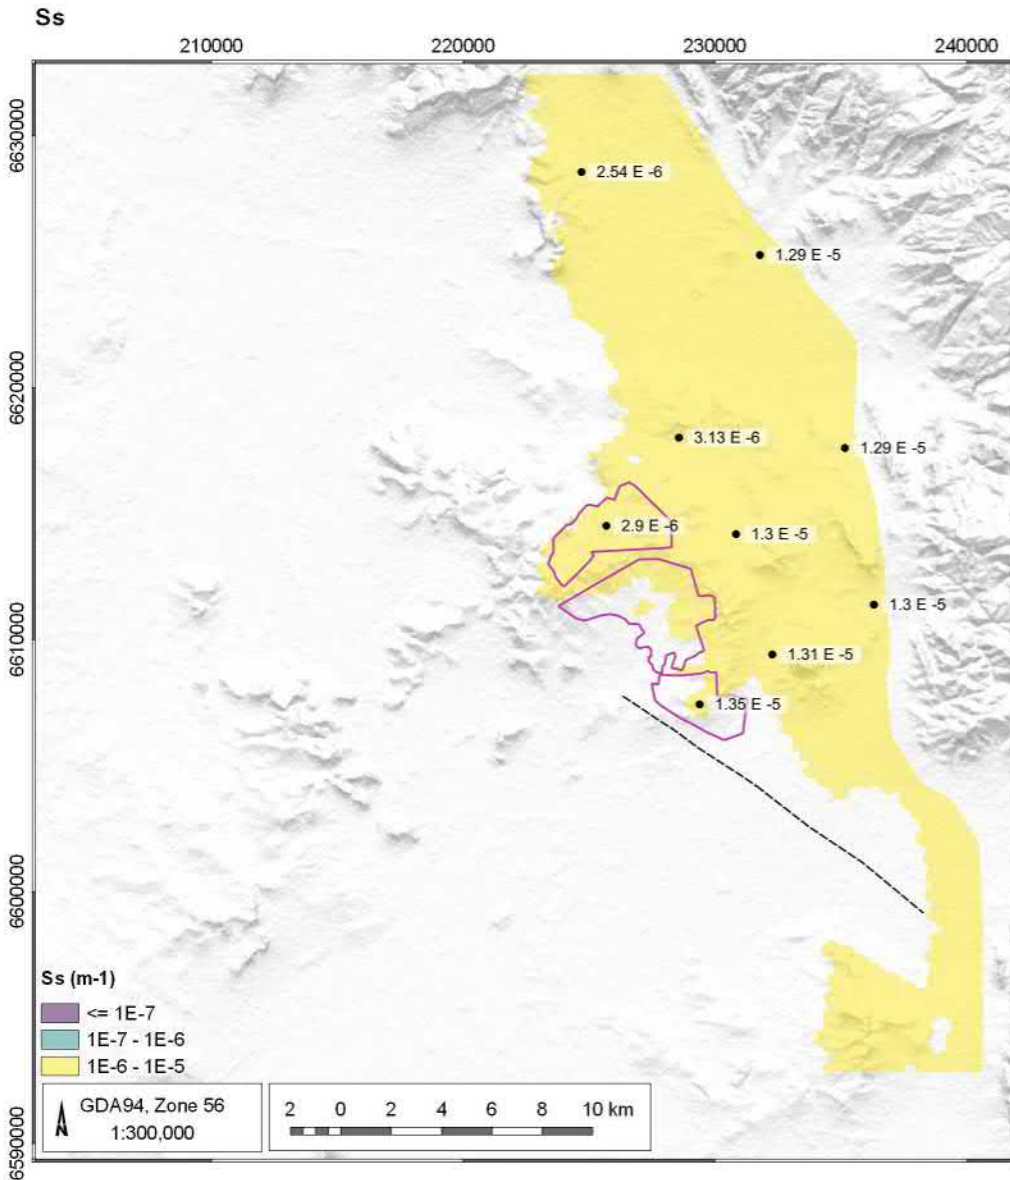 Ss
210000 220000 230000 240000
6630000
2.54 E -6
1.29 E -5
6620000
3.13 E -6
1.29 E -5
2.9 E -6
1.3 E -5
1.3 E -5
6610000
1.31 E -5
1.35 E -5
6600000
Ss (m-1)
<= 1E-7
1E-7 - 1E-6
1E-6 - 1E-5
GDA94, Zone 56
1:300,000
N
2 0 2 4 6 8 10 km
6590000